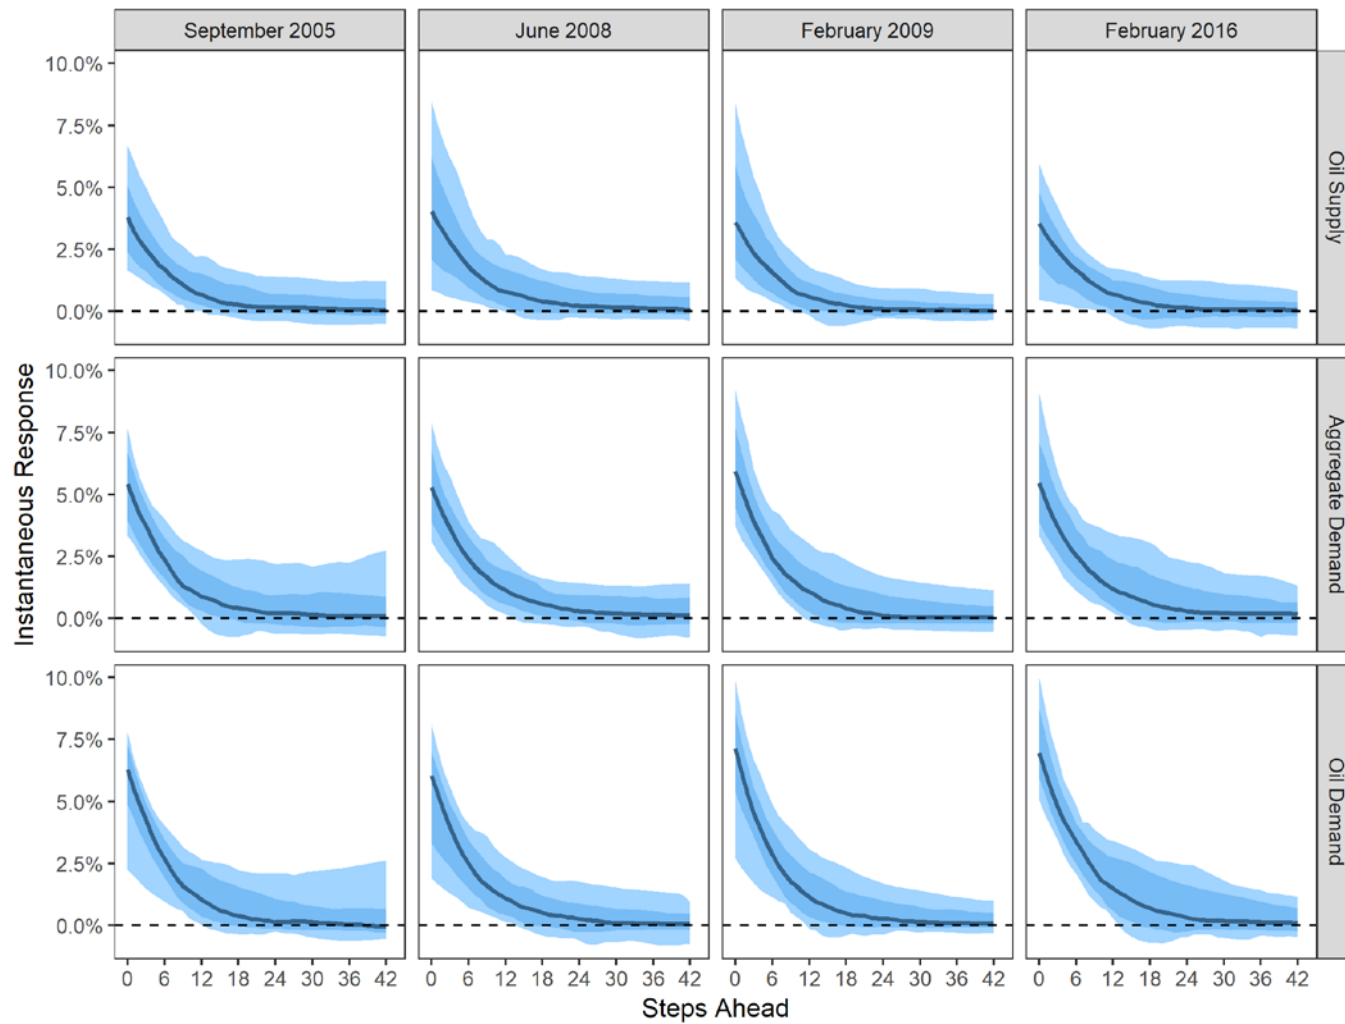 September 2005 June 2008 February 2009 February 2016
10.0%
7.5%
5.0%
2.5%
0.0%
Oil Supply
10.0%
7.5%
5.0%
2.5%
0.0%
Aggregate Demand
10.0%
7.5%
5.0%
2.5%
0.0%
Oil Demand
Instantaneous Response
0 6 12 18 24 30 36 42 0 6 12 18 24 30 36 42 0 6 12 18 24 30 36 42 0 6 12 18 24 30 36 42
Steps Ahead